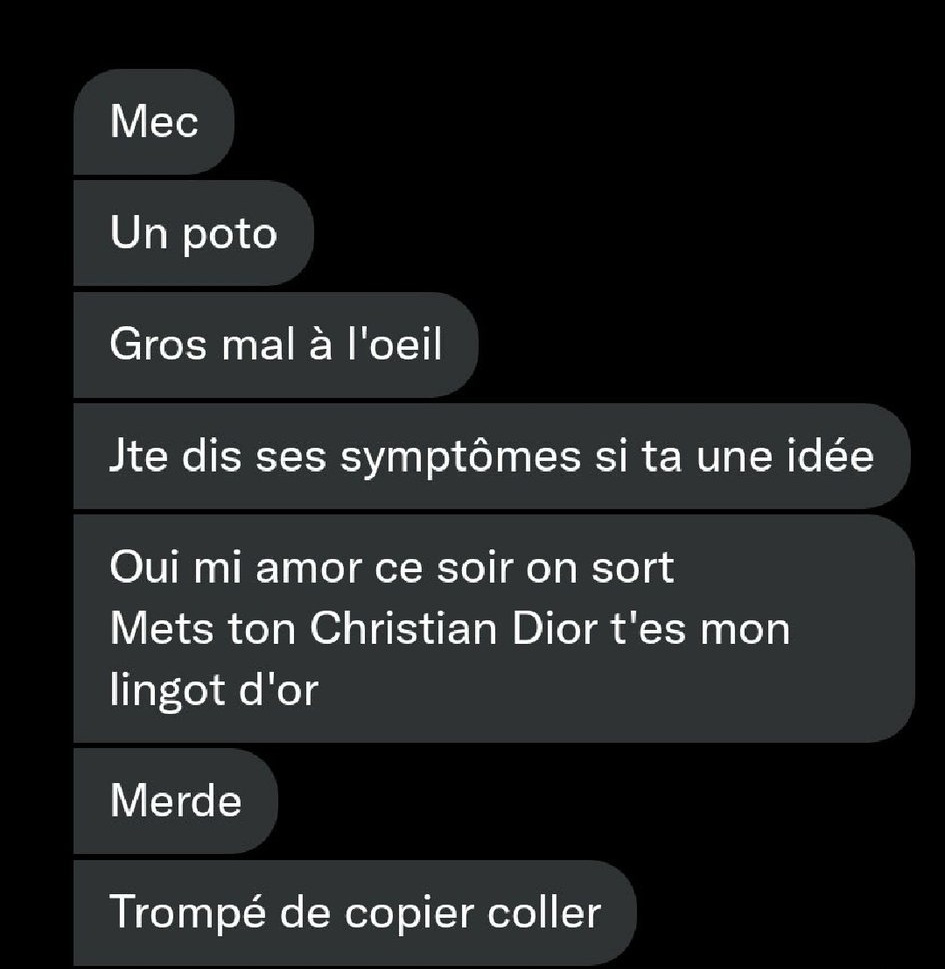 Mec
Un poto
Gros mal à l'oeil
Jte dis ses symptômes si ta une idée
Oui mi amor ce soir on sort
Mets ton Christian Dior t'es mon
lingot d'or
Merde
Trompé de copier coller